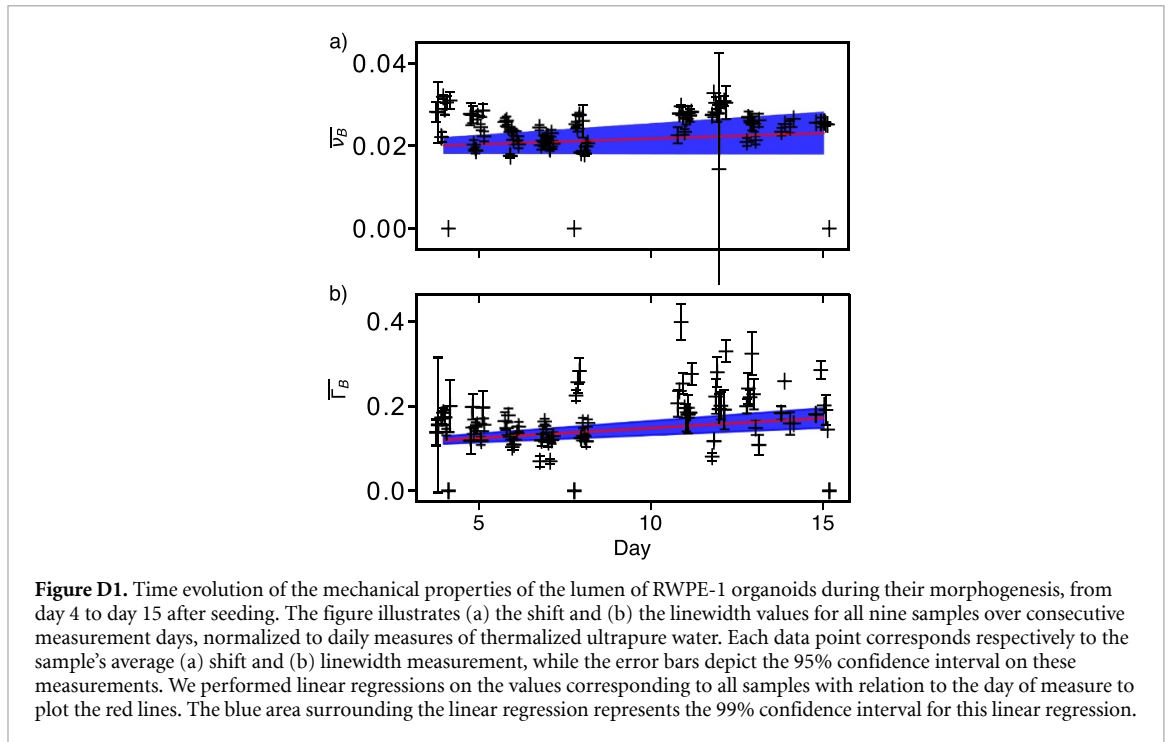 a)
0.04
0.02
0.00
ν̅_B
b)
0.4
0.2
0.0
Γ̅_B
5 10 15
Day
Figure D1. Time evolution of the mechanical properties of the lumen of RWPE-1 organoids during their morphogenesis, from
day 4 to day 15 after seeding. The figure illustrates (a) the shift and (b) the linewidth values for all nine samples over consecutive
measurement days, normalized to daily measures of thermalized ultrapure water. Each data point corresponds respectively to the
sample's average (a) shift and (b) linewidth measurement, while the error bars depict the 95% confidence interval on these
measurements. We performed linear regressions on the values corresponding to all samples with relation to the day of measure to
plot the red lines. The blue area surrounding the linear regression represents the 99% confidence interval for this linear regression.